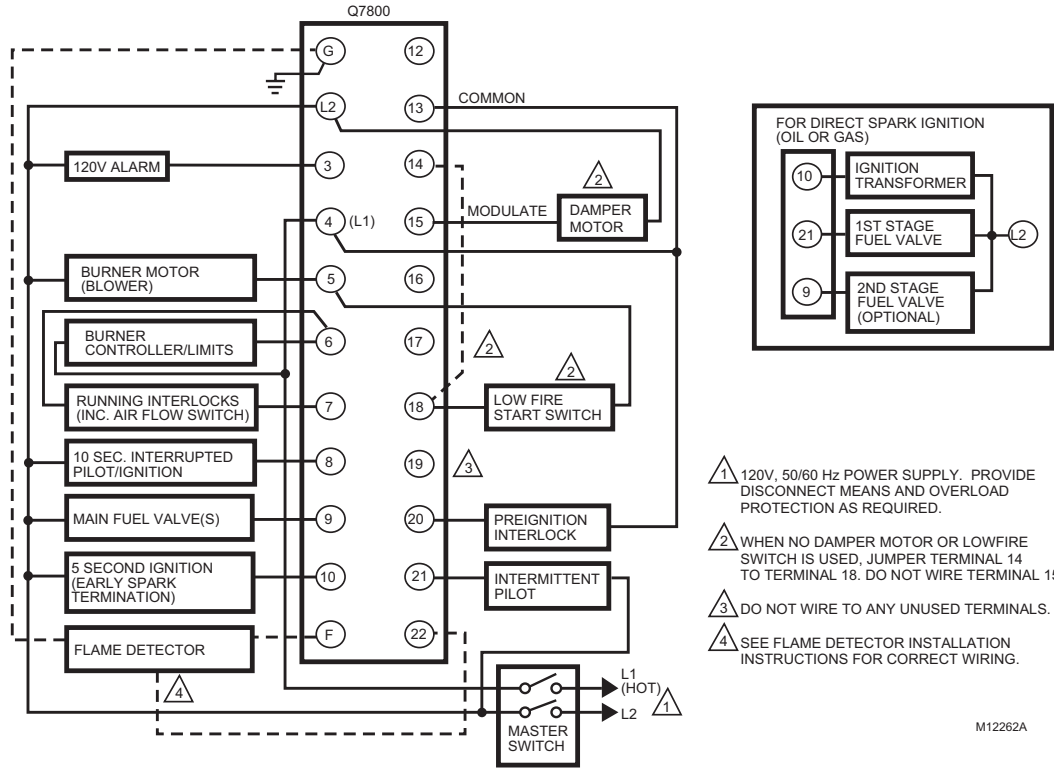 Q7800
G
12
L2
13
COMMON
120V ALARM
3
14
2
4
(L1)
15
MODULATE
DAMPER
MOTOR
BURNER MOTOR
(BLOWER)
5
16
BURNER
CONTROLLER/LIMITS
6
17
2
2
RUNNING INTERLOCKS
(INC. AIR FLOW SWITCH)
7
18
LOW FIRE
START SWITCH
10 SEC. INTERRUPTED
PILOT/IGNITION
8
19
3
MAIN FUEL VALVE(S)
9
20
PREIGNITION
INTERLOCK
5 SECOND IGNITION
(EARLY SPARK
TERMINATION)
10
21
INTERMITTENT
PILOT
FLAME DETECTOR
F
22
4
L1
(HOT)
1
L2
MASTER
SWITCH
FOR DIRECT SPARK IGNITION
(OIL OR GAS)
10
IGNITION
TRANSFORMER
21
1ST STAGE
FUEL VALVE
L2
9
2ND STAGE
FUEL VALVE
(OPTIONAL)
1 120V, 50/60 Hz POWER SUPPLY. PROVIDE
DISCONNECT MEANS AND OVERLOAD
PROTECTION AS REQUIRED.
2 WHEN NO DAMPER MOTOR OR LOWFIRE
SWITCH IS USED, JUMPER TERMINAL 14
TO TERMINAL 18. DO NOT WIRE TERMINAL 15
3 DO NOT WIRE TO ANY UNUSED TERMINALS.
4 SEE FLAME DETECTOR INSTALLATION
INSTRUCTIONS FOR CORRECT WIRING.
M12262A